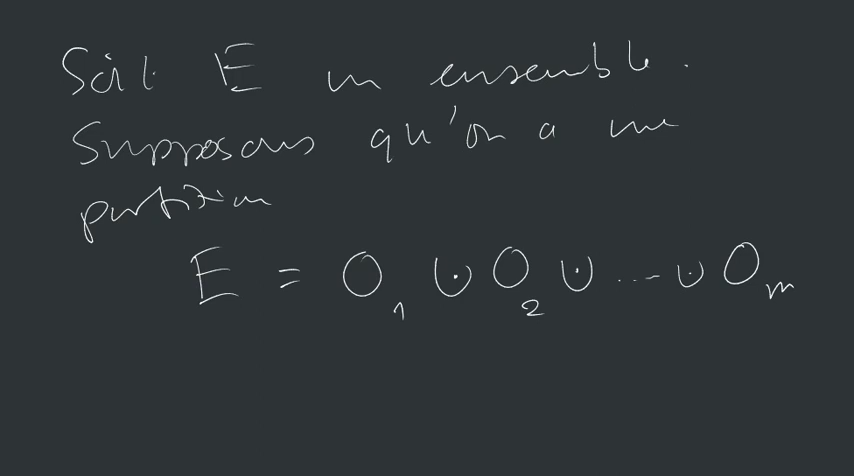 Soit E un ensemble.
Supposons qu'on a une
partition
E = O₁ ⊍ O₂ ⊍ ... ⊍ Oₘ